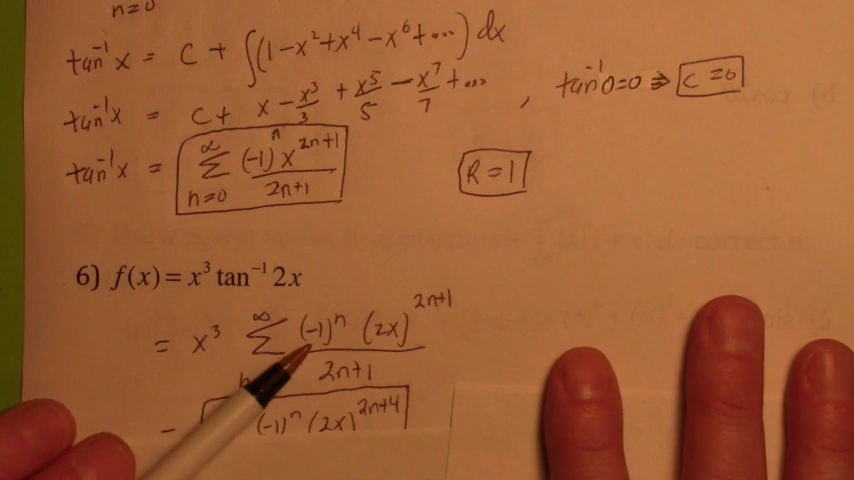 n=0
tan⁻¹x = C + ∫(1-x²+x⁴-x⁶+...) dx
tan⁻¹x = C + x - x³/3 + x⁵/5 - x⁷/7 + ... , tan⁻¹0=0 ⇒ C=0
tan⁻¹x = ∞ Σ n=0 (-1)ⁿ x²ⁿ⁺¹ / 2n+1 R=1
6) f(x) = x³ tan⁻¹ 2x
= x³ ∞ Σ (-1)ⁿ (2x)²ⁿ⁺¹ / 2n+1
= (-1)ⁿ (2x)²ⁿ⁺⁴